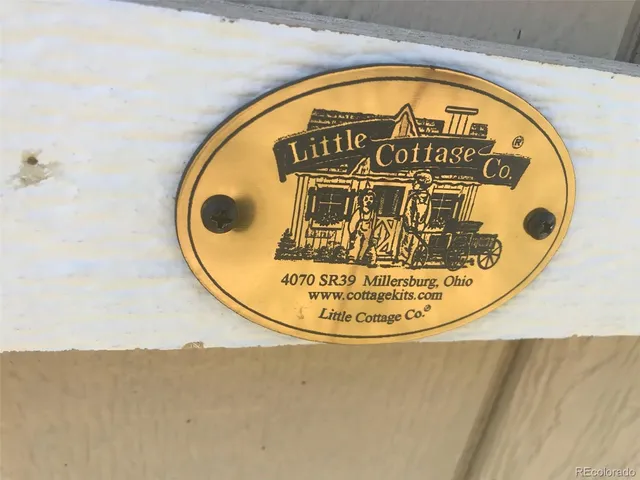 Little Cottage Co.®
4070 SR39 Millersburg, Ohio
www.cottagekits.com
Little Cottage Co.®
REcolorado